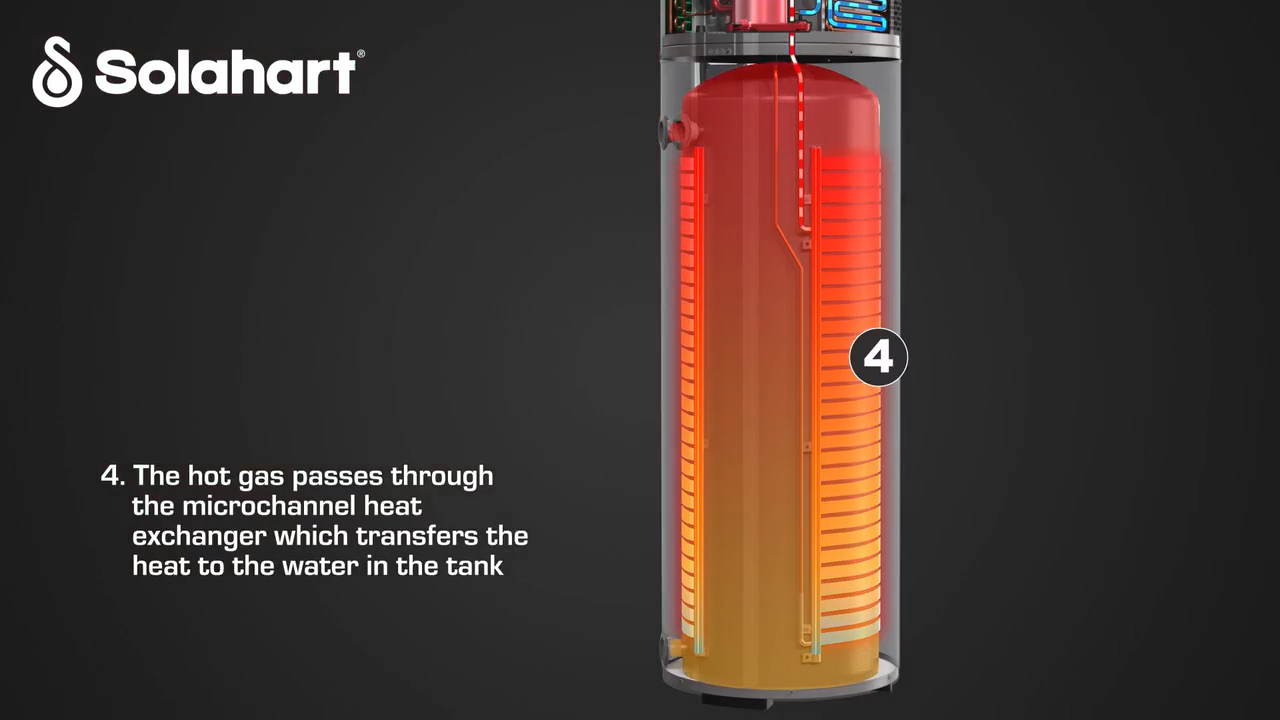 Solahart®
4
4. The hot gas passes through
the microchannel heat
exchanger which transfers the
heat to the water in the tank